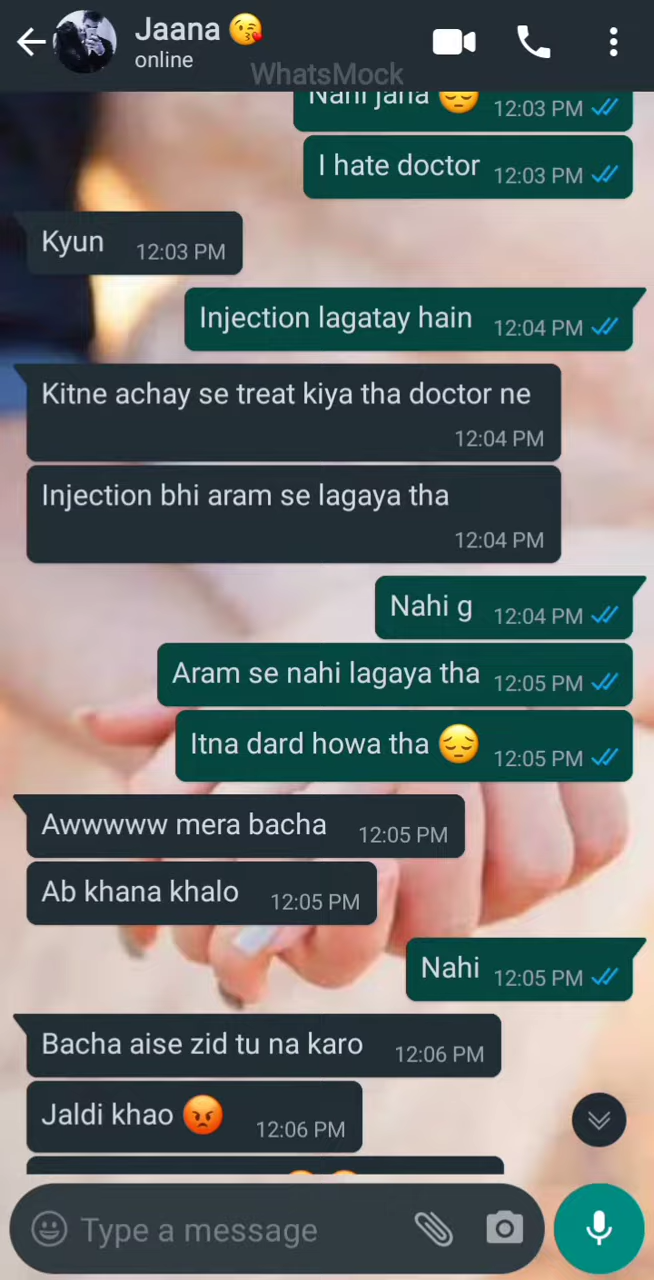 Jaana 😘
online
WhatsMock
Nahi jana 😔 12:03 PM
I hate doctor 12:03 PM
Kyun 12:03 PM
Injection lagatay hain 12:04 PM
Kitne achay se treat kiya tha doctor ne
12:04 PM
Injection bhi aram se lagaya tha
12:04 PM
Nahi g 12:04 PM
Aram se nahi lagaya tha 12:05 PM
Itna dard howa tha 😔 12:05 PM
Awwwww mera bacha 12:05 PM
Ab khana khalo 12:05 PM
Nahi 12:05 PM
Bacha aise zid tu na karo 12:06 PM
Jaldi khao 😡 12:06 PM
Type a message